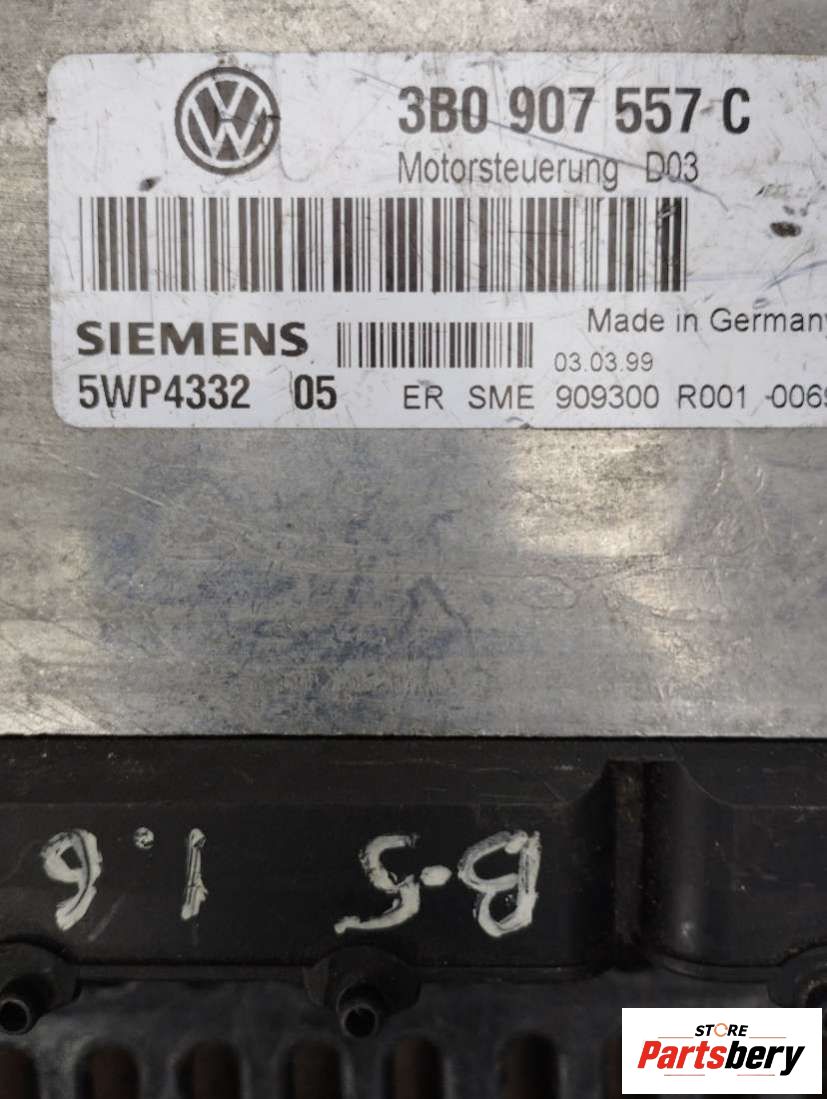 3B0 907 557 C
Motorsteuerung D03
SIEMENS
Made in Germany
03.03.99
5WP4332 05
ER SME 909300 R001 -0069
B.5 1.6
STORE
Partsbery